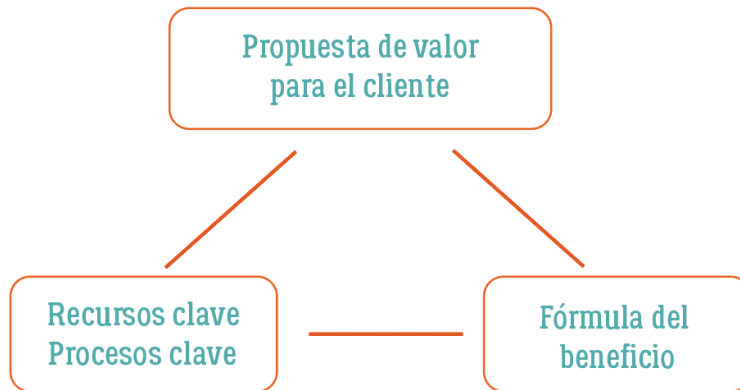 Propuesta de valor
para el cliente
Recursos clave
Procesos clave
Fórmula del
beneficio